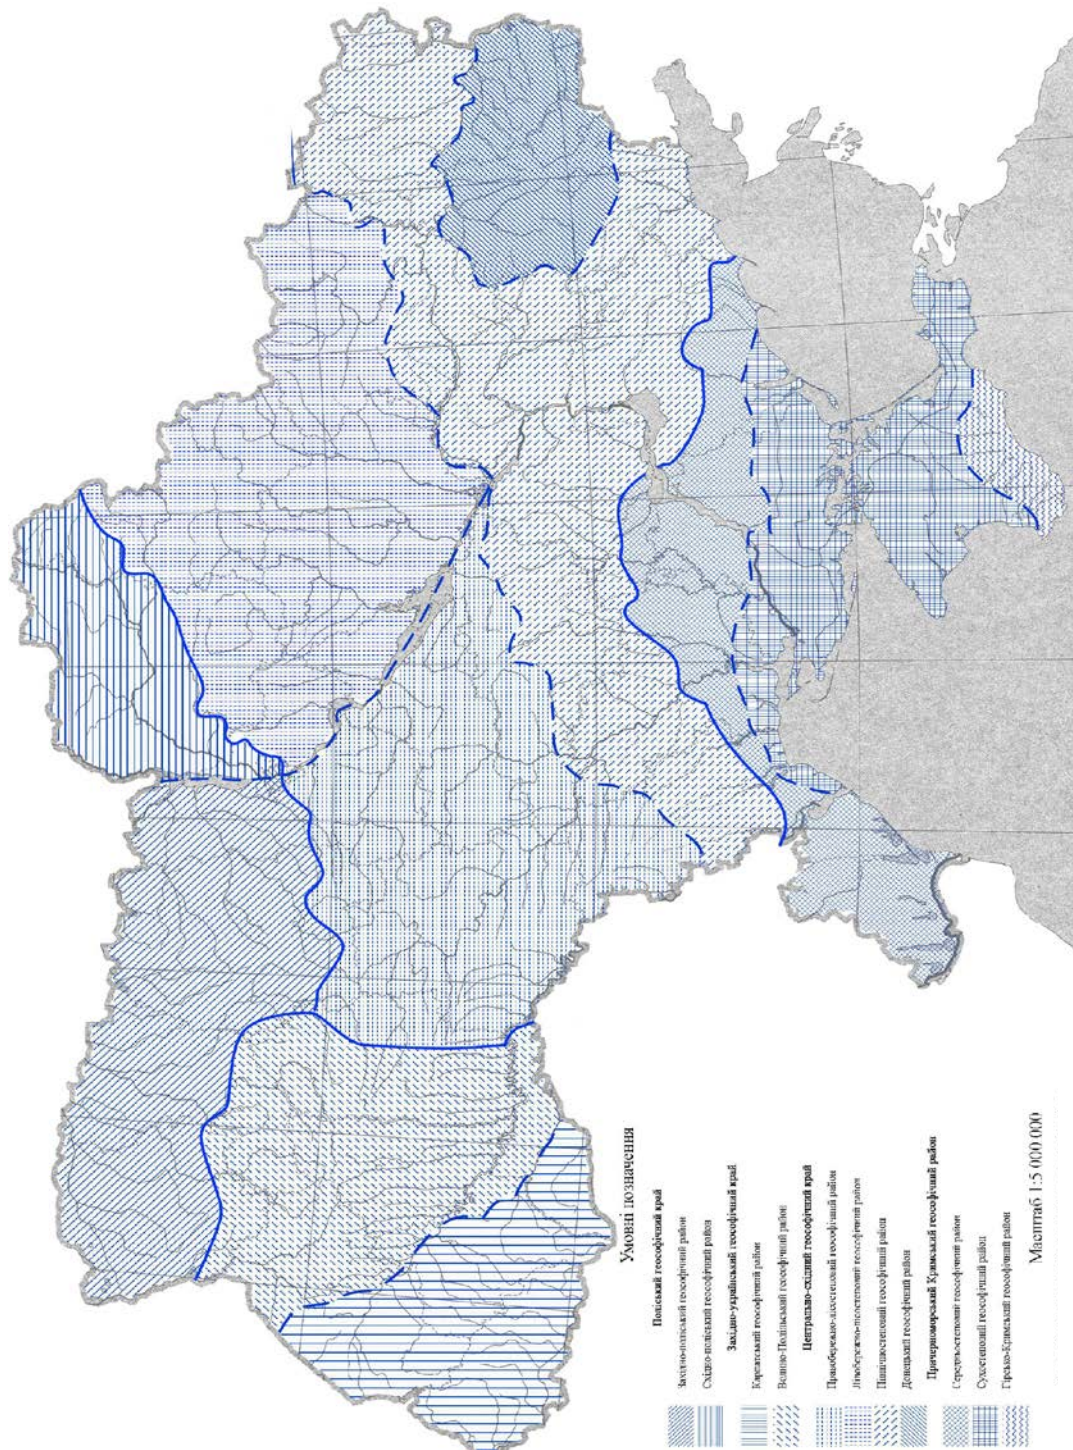 Умовні позначення
Поліський геософічний край
Західно-поліський геософічний район
Східно-поліський геософічний район
Західно-український геософічний край
Карпатський геософічний район
Волино-Подільський геософічний район
Центрально-східний геософічний край
Правобережно-лісостеповий геософічний район
Лівобережно-лісостеповий геософічний район
Північностеповий геософічний район
Донецький геософічний район
Причорноморський Кримський геософічний район
Середньостеповий геософічний район
Сухостеповий геософічний район
Гірсько-Кримський геософічний район
Масштаб 1:5 000 000